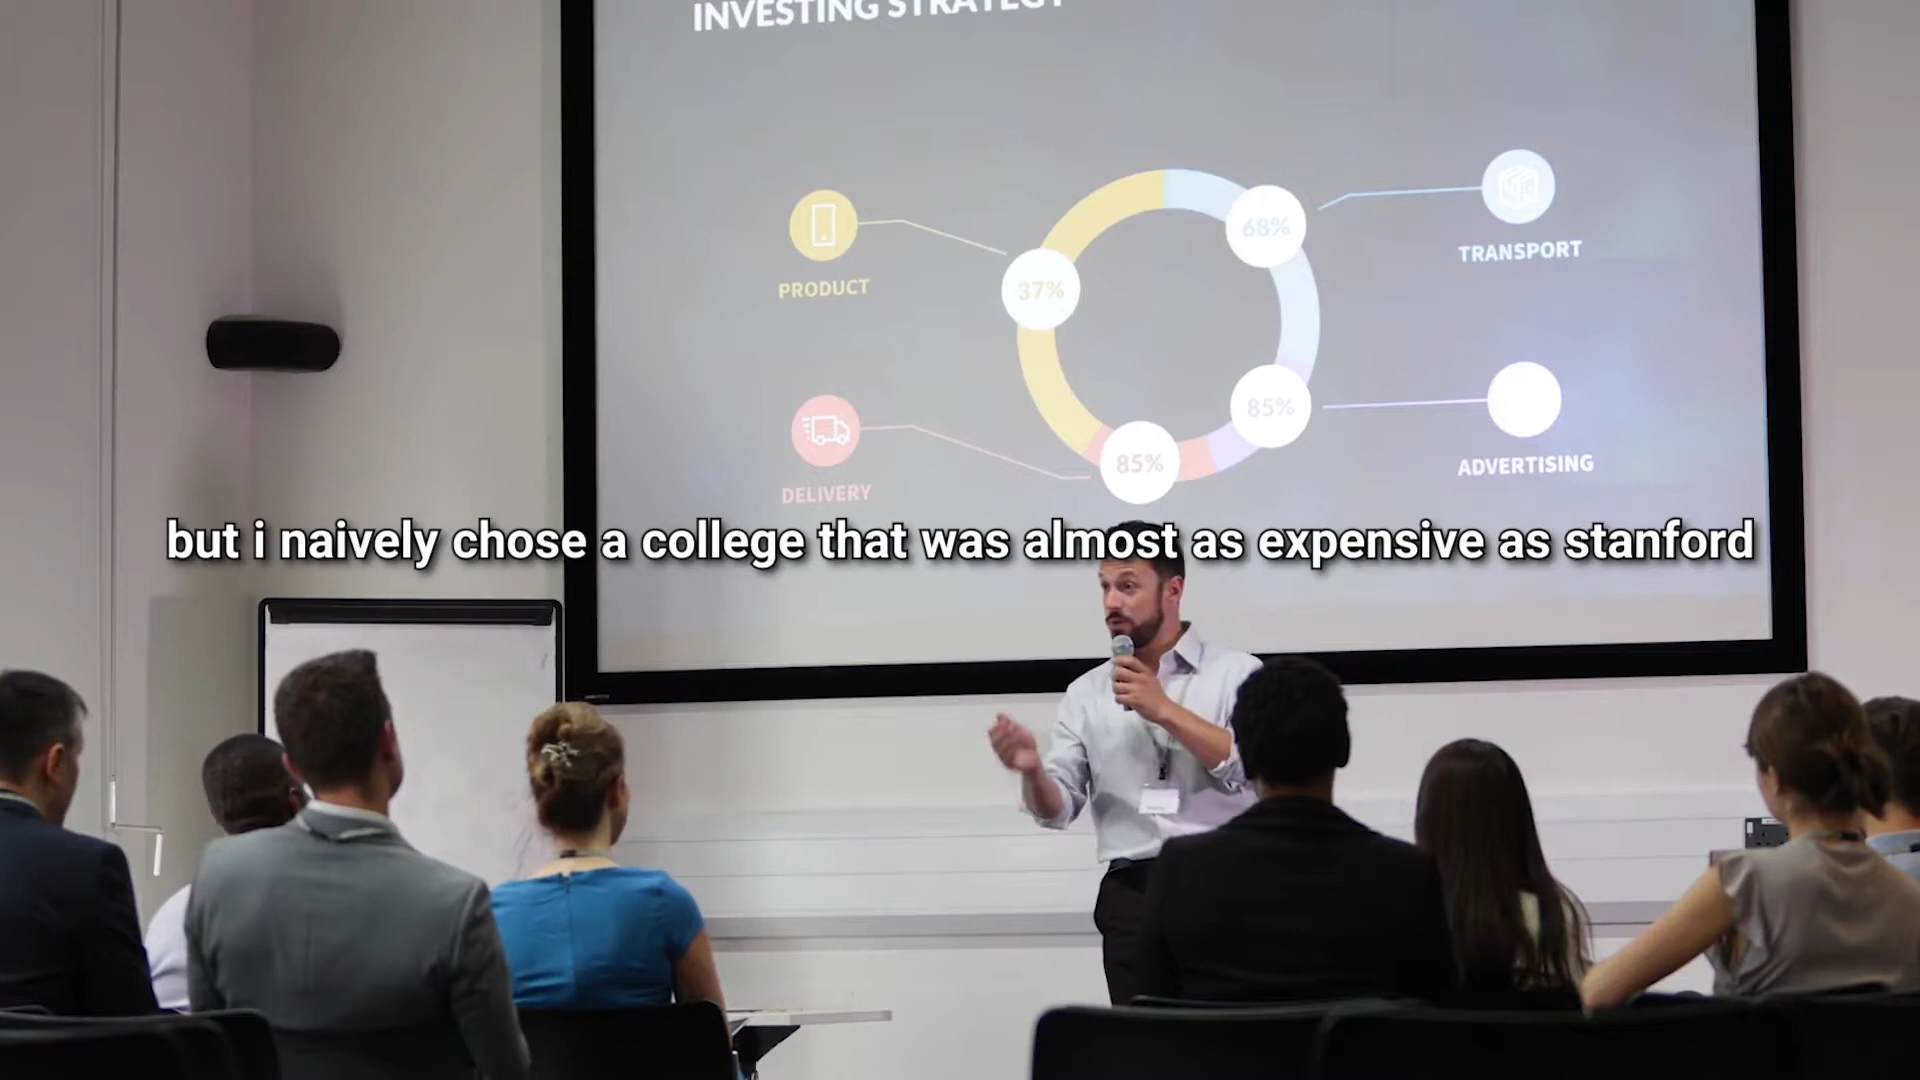 INVESTING STRATEGY
68%
TRANSPORT
37%
PRODUCT
85%
ADVERTISING
85%
DELIVERY
but i naively chose a college that was almost as expensive as stanford